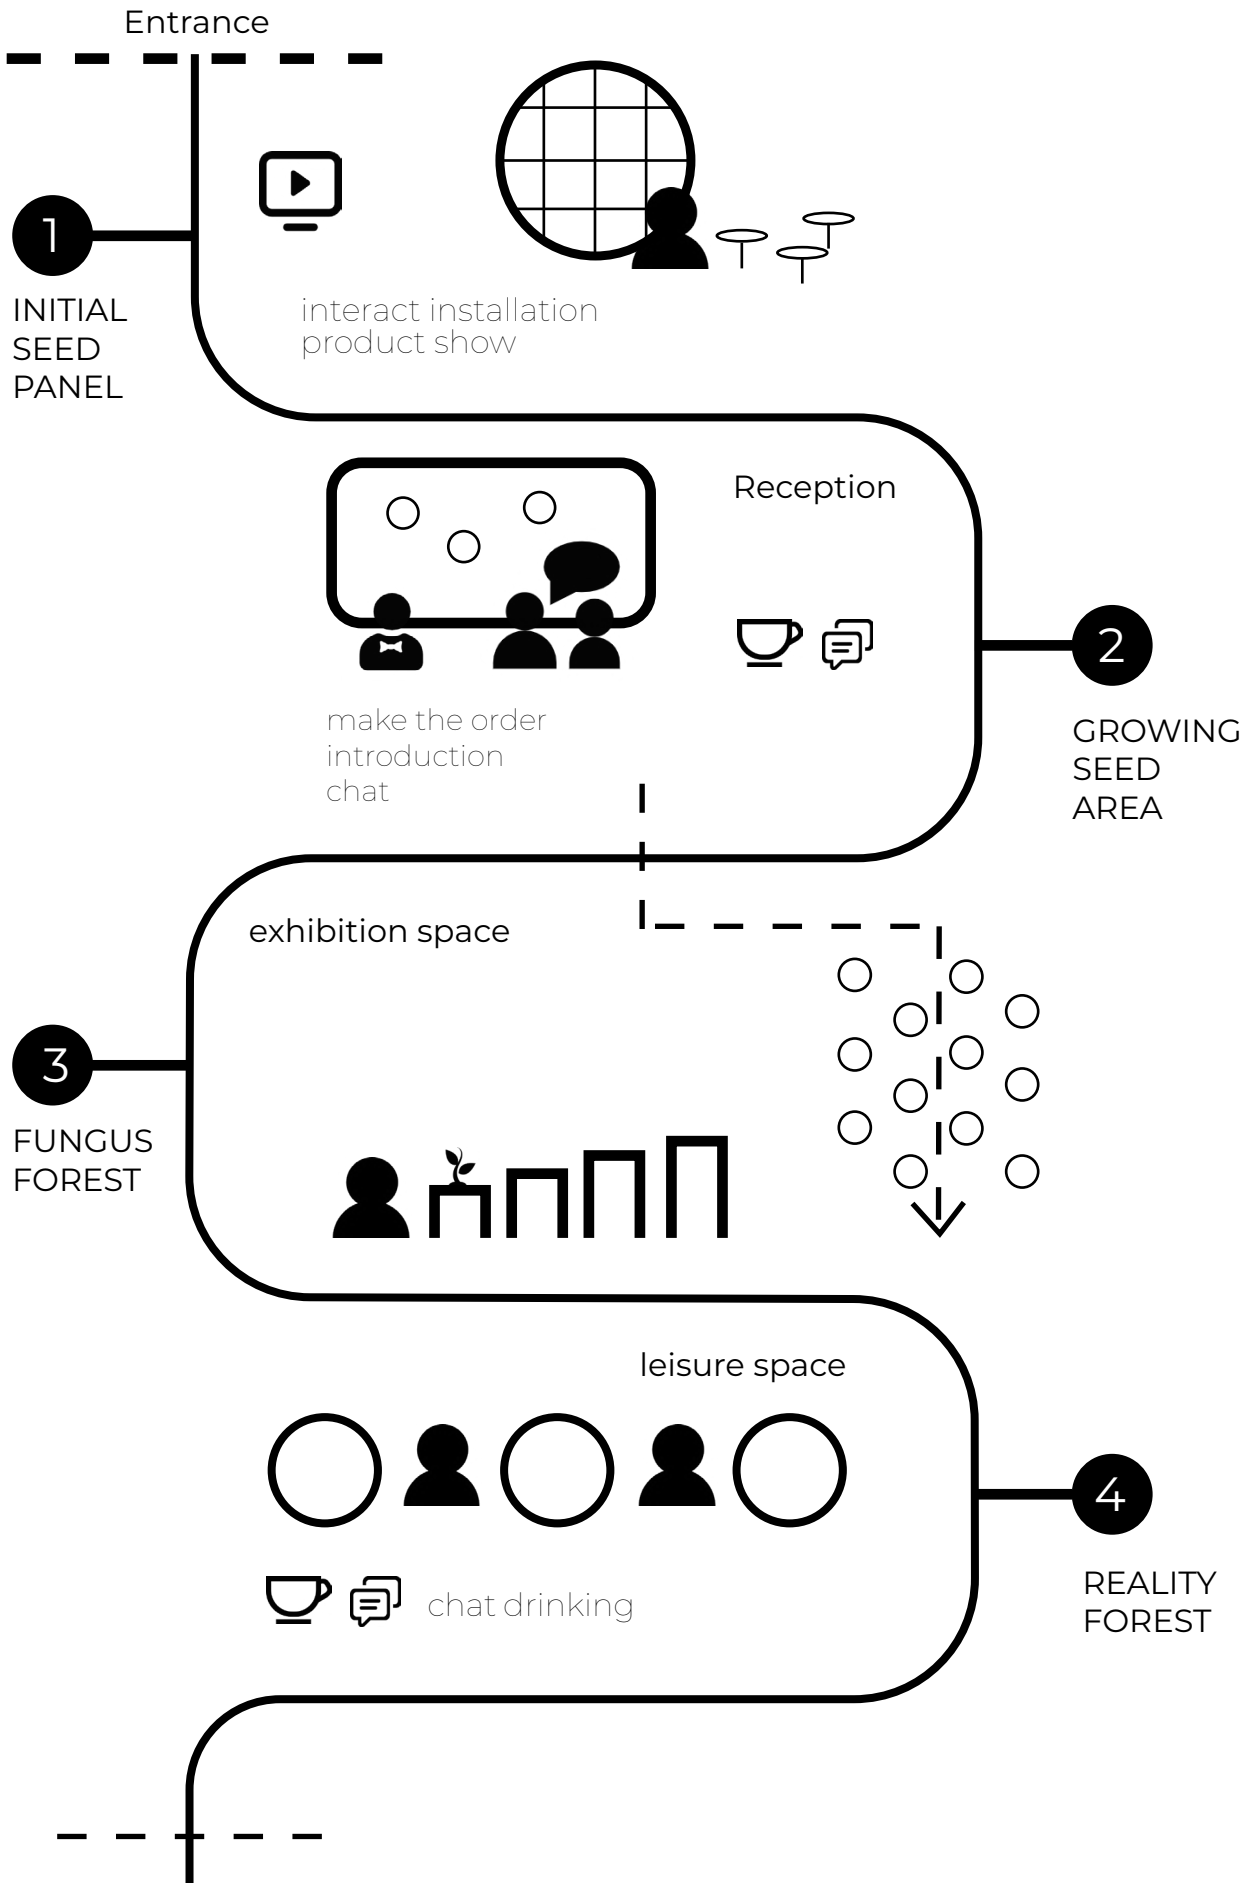 Entrance
1
INITIAL
SEED
PANEL
interact installation
product show
Reception
2
GROWING
SEED
AREA
make the order
introduction
chat
exhibition space
3
FUNGUS
FOREST
leisure space
4
REALITY
FOREST
chat drinking